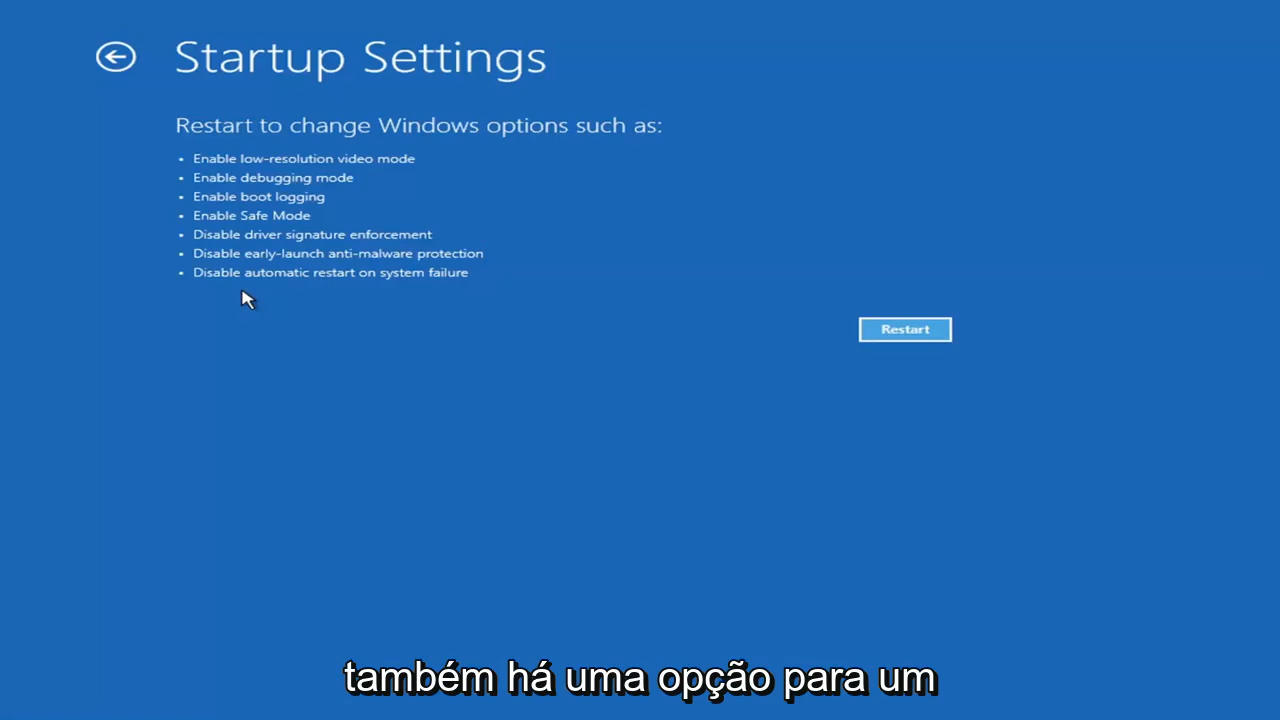 Startup Settings
Restart to change Windows options such as:
• Enable low-resolution video mode
• Enable debugging mode
• Enable boot logging
• Enable Safe Mode
• Disable driver signature enforcement
• Disable early-launch anti-malware protection
• Disable automatic restart on system failure
Restart
também há uma opção para um